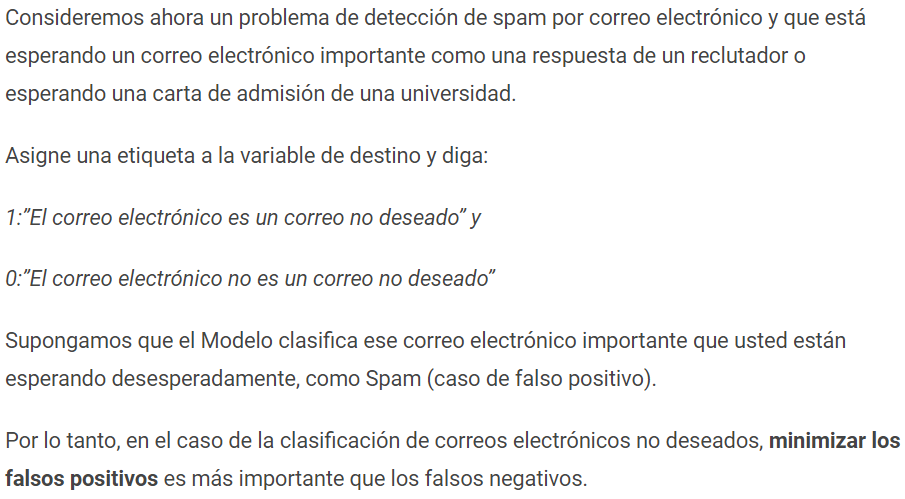 Consideremos ahora un problema de detección de spam por correo electrónico y que está
esperando un correo electrónico importante como una respuesta de un reclutador o
esperando una carta de admisión de una universidad.
Asigne una etiqueta a la variable de destino y diga:
1:”El correo electrónico es un correo no deseado” y
0:”El correo electrónico no es un correo no deseado”
Supongamos que el Modelo clasifica ese correo electrónico importante que usted están
esperando desesperadamente, como Spam (caso de falso positivo).
Por lo tanto, en el caso de la clasificación de correos electrónicos no deseados, minimizar los
falsos positivos es más importante que los falsos negativos.